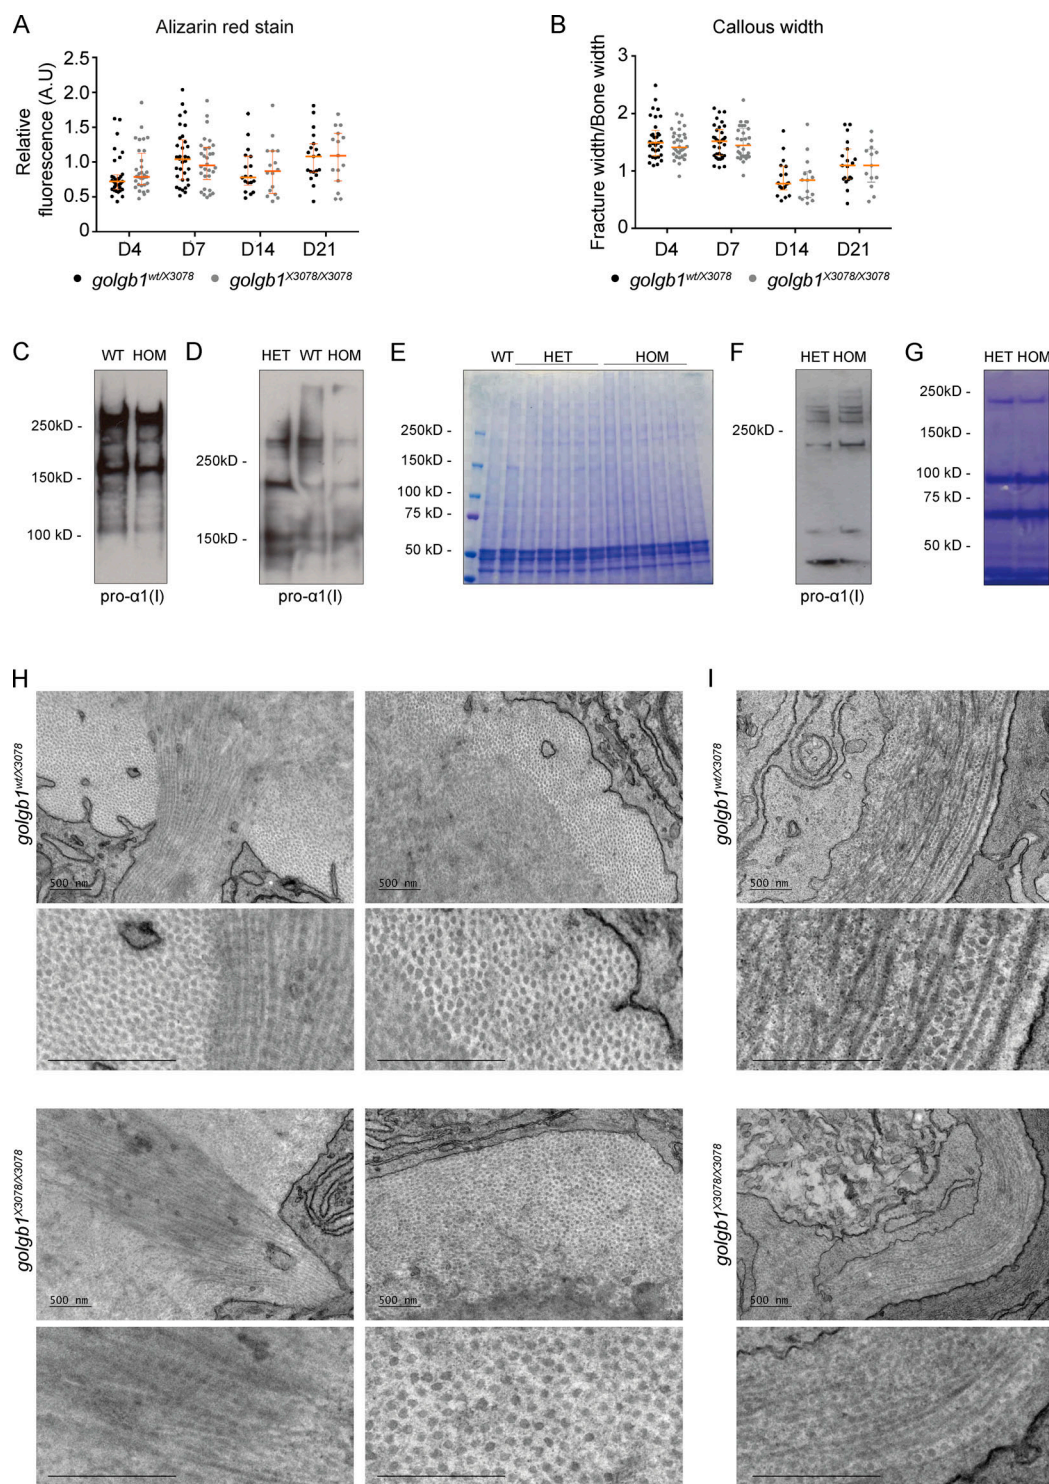 A
Alizarin red stain
Relative
fluorescence (A.U)
2.5
2.0
1.5
1.0
0.5
0
D4 D7 D14 D21
golgb1wt/X3078 golgb1X3078/X3078
B
Callous width
Fracture width/Bone width
3
2
1
0
D4 D7 D14 D21
golgb1wt/X3078 golgb1X3078/X3078
C
WT HOM
250kD -
150kD -
100 kD -
pro-α1(I)
D
HET WT HOM
250kD -
150kD -
pro-α1(I)
E
WT HET HOM
250kD -
150kD -
100 kD -
75 kD -
50 kD -
F
HET HOM
250kD -
pro-α1(I)
G
HET HOM
250kD -
150kD -
100 kD -
75 kD -
50 kD -
H
golgb1wt/X3078
500 nm
500 nm
golgb1X3078/X3078
500 nm
500 nm
I
golgb1wt/X3078
500 nm
golgb1X3078/X3078
500 nm